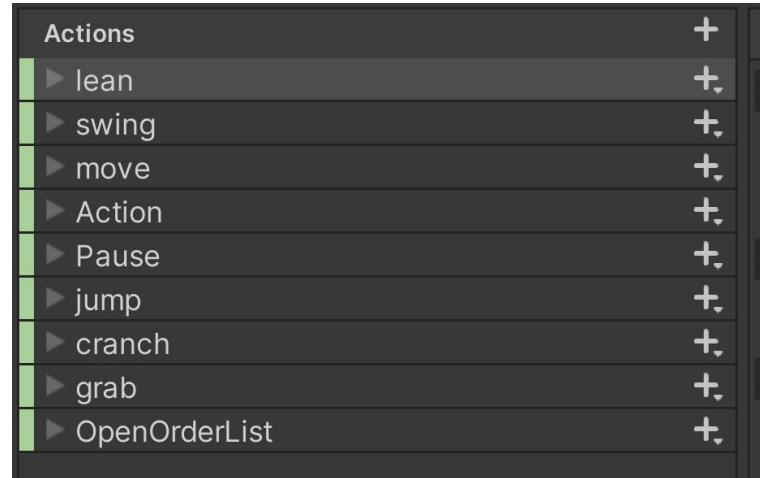 Actions
lean
swing
move
Action
Pause
jump
cranch
grab
OpenOrderList